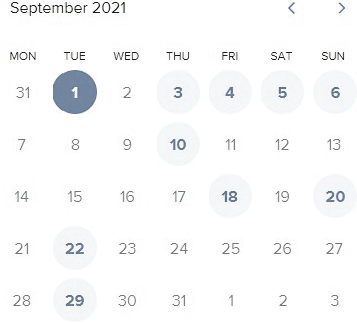 September 2021
MON TUE WED THU FRI SAT SUN
31 1 2 3 4 5 6
7 8 9 10 11 12 13
14 15 16 17 18 19 20
21 22 23 24 25 26 27
28 29 30 31 1 2 3